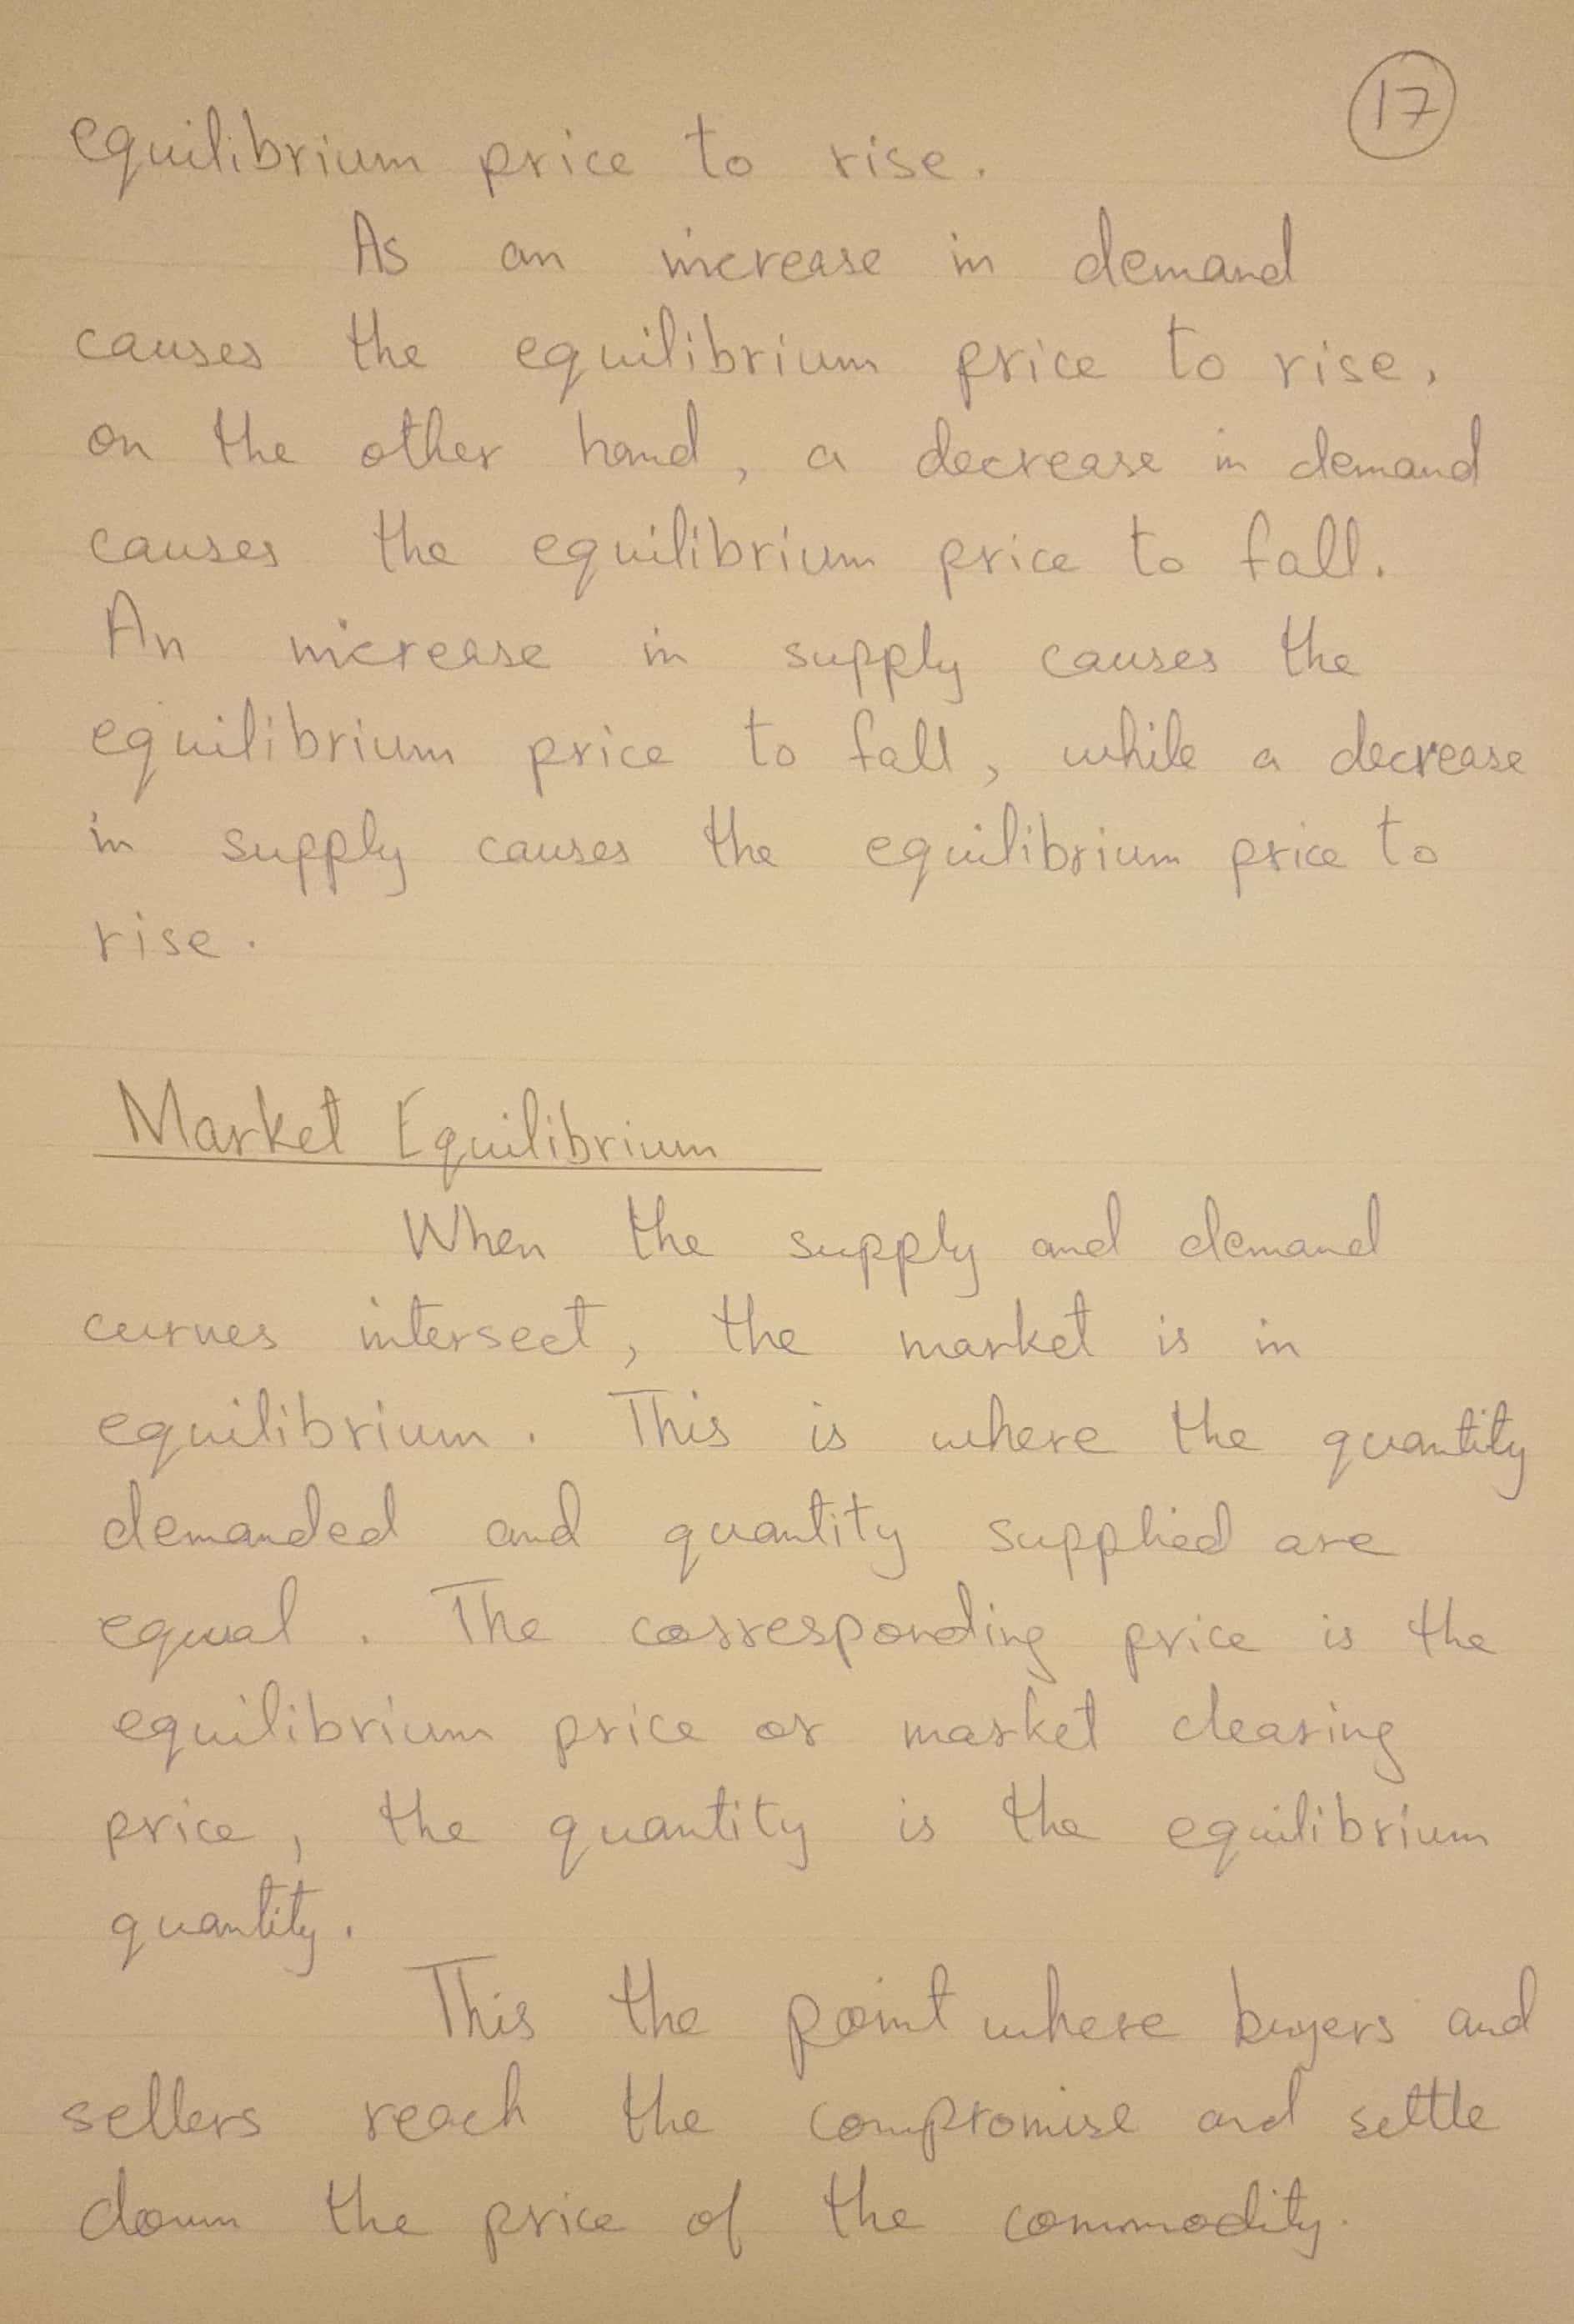 17
equilibrium price to rise.
As an increase in demand
causes the equilibrium price to rise,
on the other hand, a decrease in demand
causes the equilibrium price to fall.
An increase in supply causes the
equilibrium price to fall, while a decrease
in supply causes the equilibrium price to
rise.
Market Equilibrium
When the supply and demand
curves intersect, the market is in
equilibrium. This is where the quantity
demanded and quantity supplied are
equal. The corresponding price is the
equilibrium price or market clearing
price, the quantity is the equilibrium
quantity.
This the point where buyers and
sellers reach the compromise and settle
down the price of the commodity.